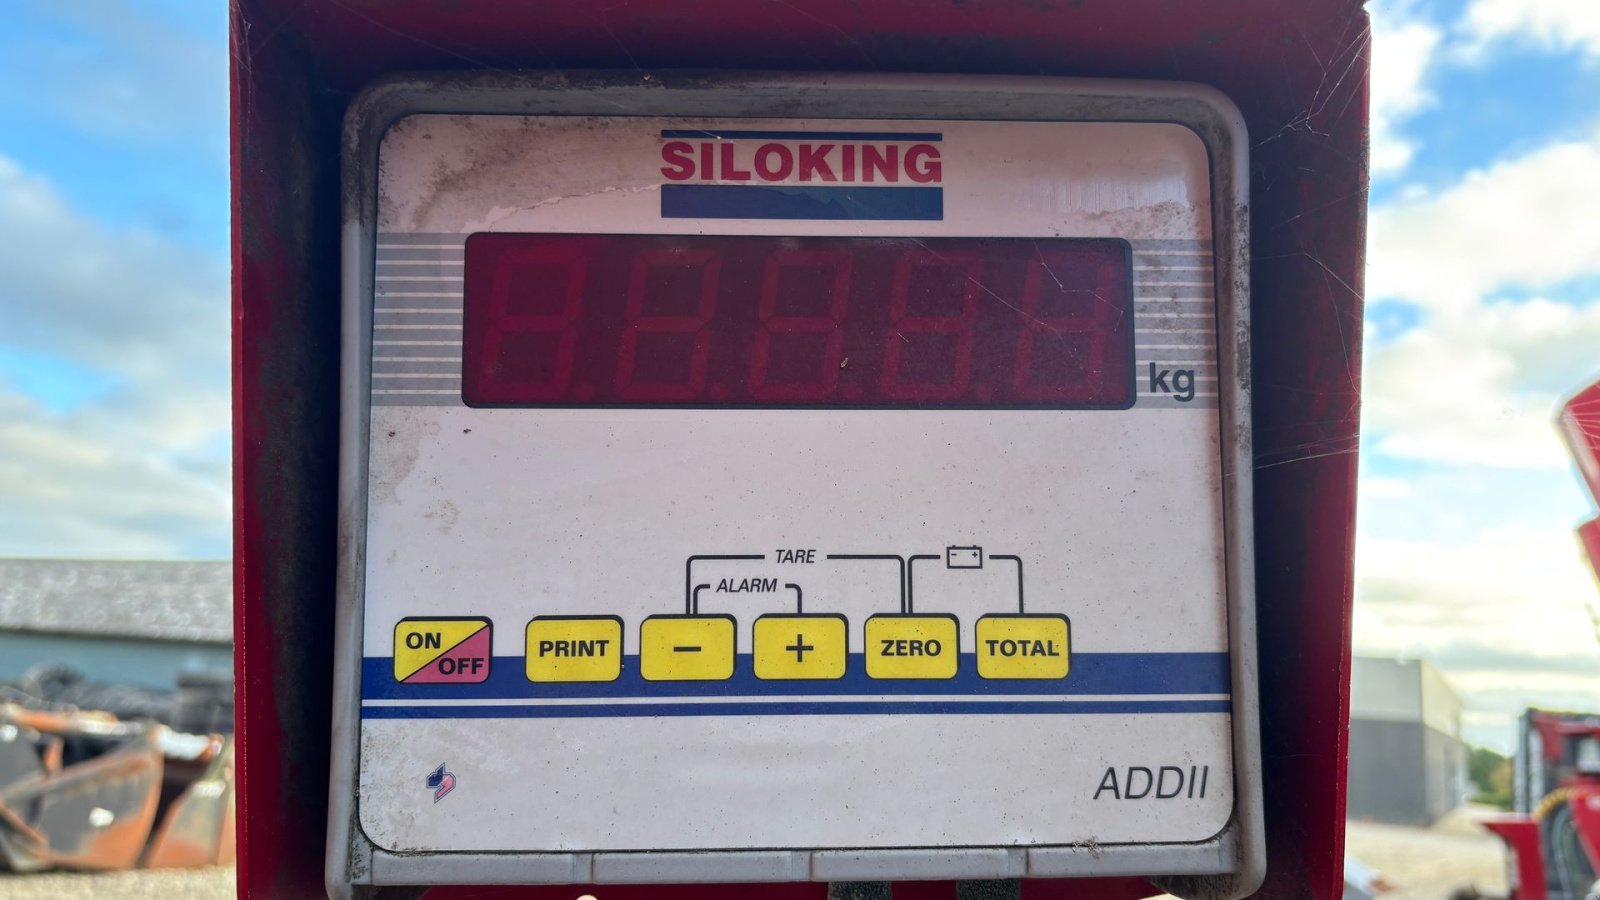 SILOKING
kg
TARE
ALARM
ON OFF PRINT − + ZERO TOTAL
ADDII